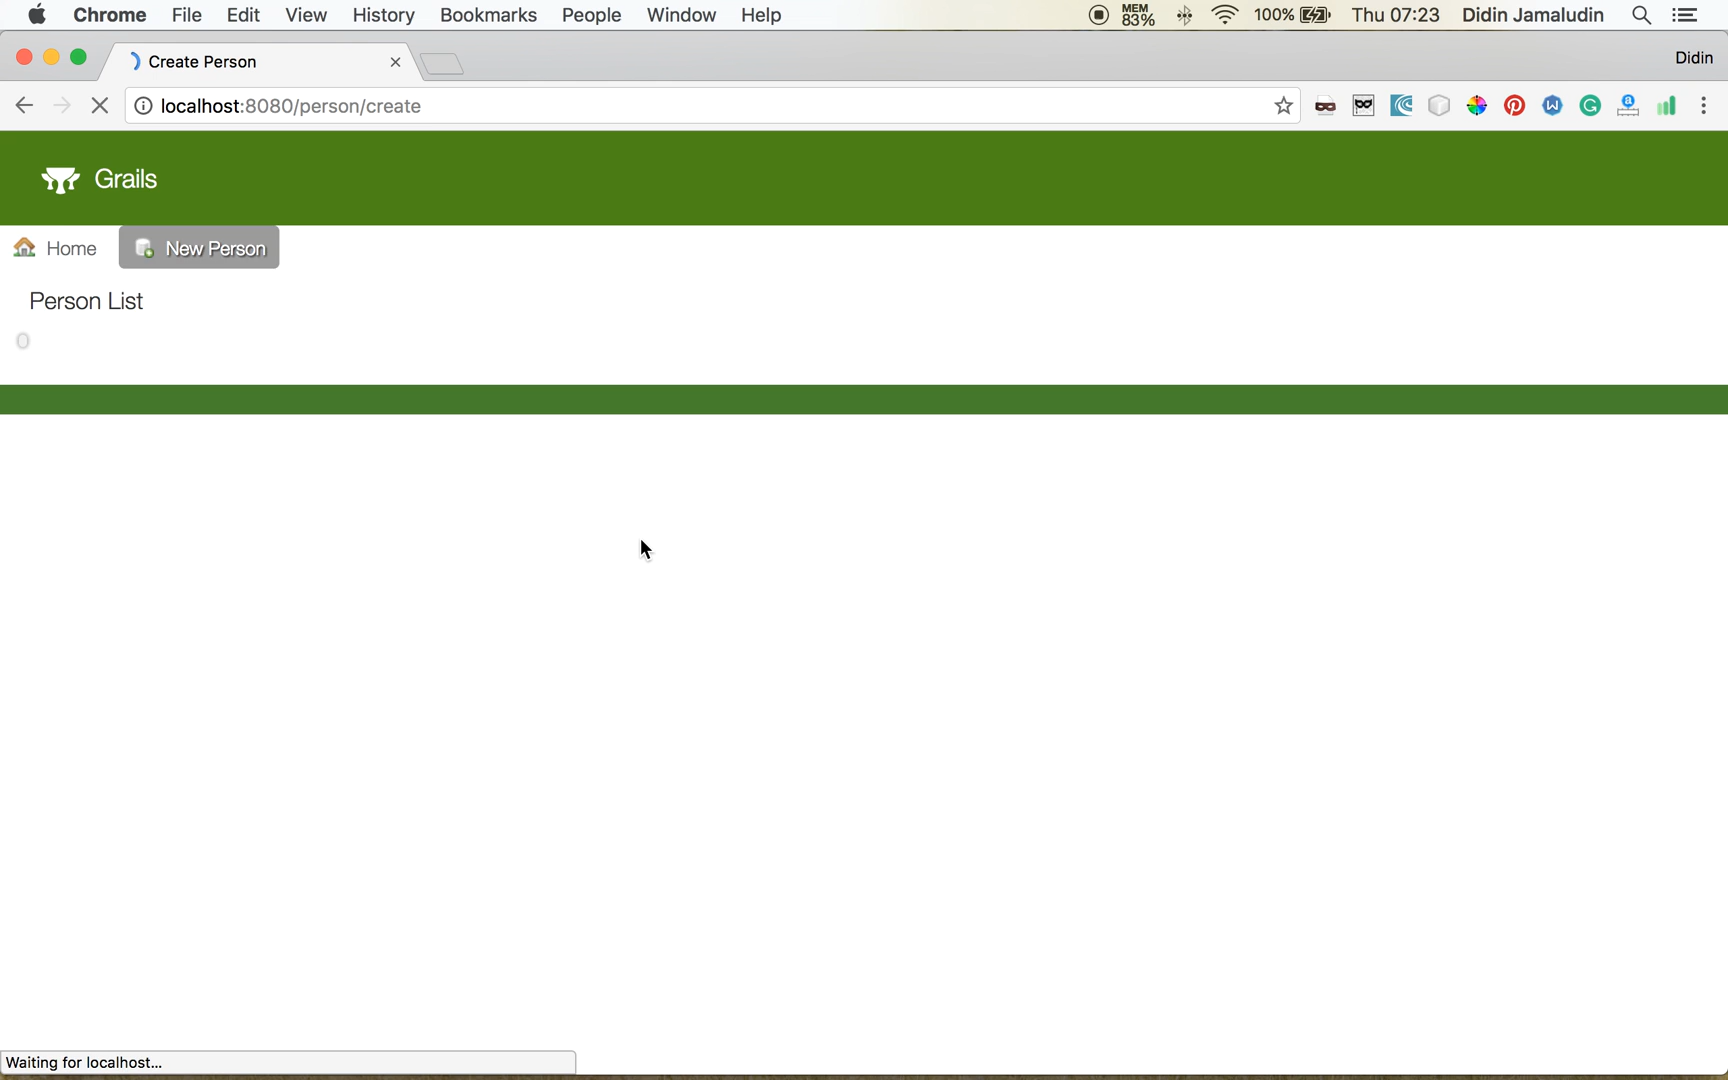 Chrome File Edit View History Bookmarks People Window Help MEM 83% 100% Thu 07:23 Didin Jamaludin
Create Person Didin
localhost:8080/person/create
Grails
Home New Person
Person List
0
Waiting for localhost...